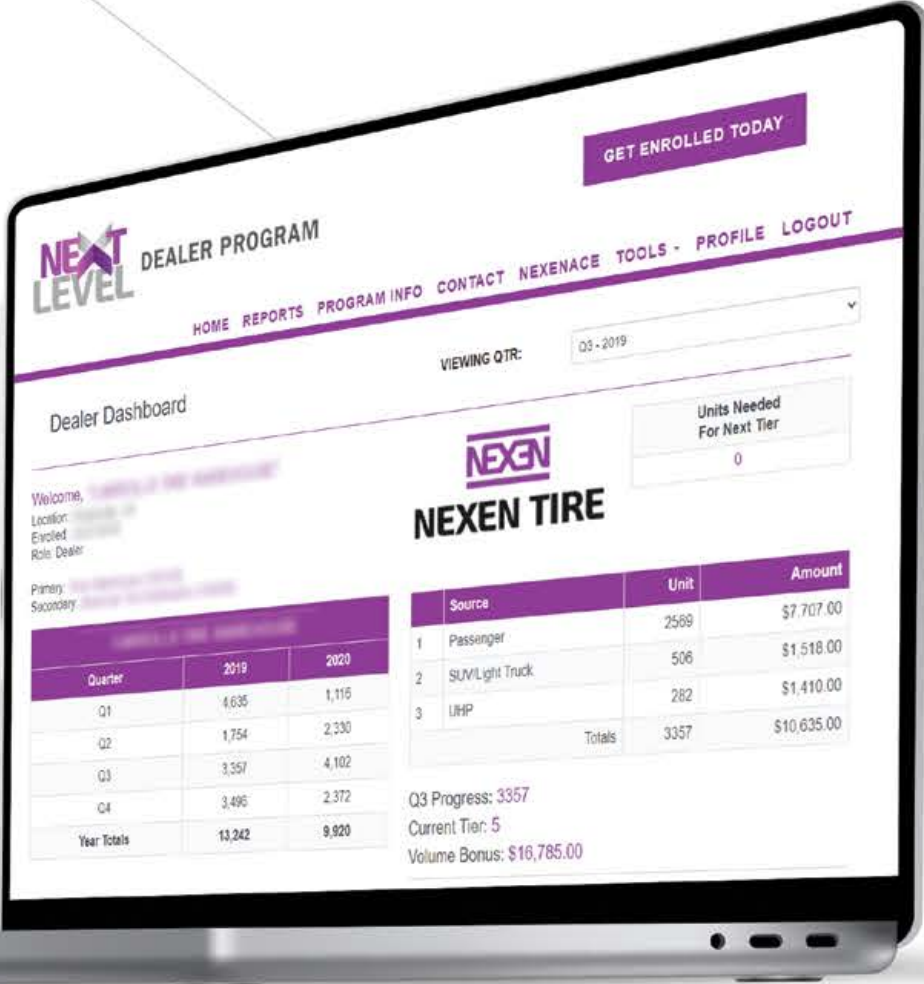 GET ENROLLED TODAY
NEXT LEVEL DEALER PROGRAM
HOME REPORTS PROGRAM INFO CONTACT NEXENACE TOOLS - PROFILE LOGOUT
VIEWING QTR: Q3 - 2019
Dealer Dashboard
Units Needed
For Next Tier
0
NEXEN
NEXEN TIRE
Welcome,
Location:
Enrolled:
Role: Dealer
Primary:
Secondary:
Quarter 2019 2020
Q1 4,635 1,116
Q2 1,754 2,330
Q3 3,357 4,102
Q4 3,496 2,372
Year Totals 13,242 9,920
Source Unit Amount
1 Passenger 2569 $7,707.00
2 SUV/Light Truck 506 $1,518.00
3 UHP 282 $1,410.00
Totals 3357 $10,635.00
Q3 Progress: 3357
Current Tier: 5
Volume Bonus: $16,785.00